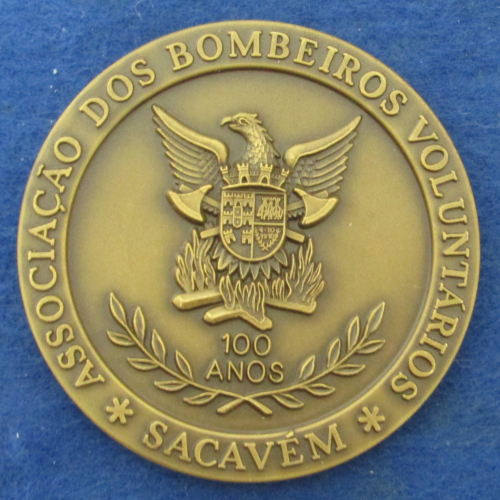 ASSOCIAÇÃO DOS BOMBEIROS VOLUNTÁRIOS
* SACAVÉM *
100
ANOS